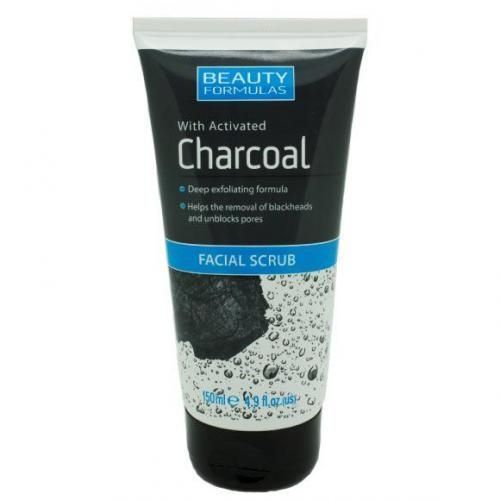 BEAUTY
FORMULAS
With Activated
Charcoal
Deep exfoliating formula
Helps the removal of blackheads
and unblocks pores
FACIAL SCRUB
150ml ℮ 4.9 fl.oz.(us)